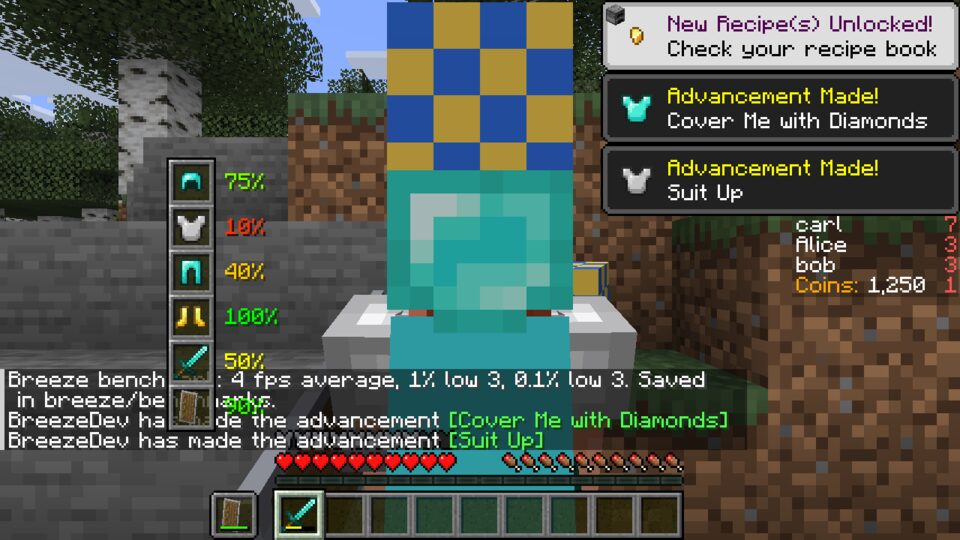 New Recipe(s) Unlocked!
Check your recipe book
Advancement Made!
Cover Me with Diamonds
Advancement Made!
Suit Up
carl 7
Alice 3
bob 3
Coins: 1,250 1
75%
10%
40%
100%
50%
90%
Breeze bench : 4 fps average, 1% low 3, 0.1% low 3. Saved
in breeze/be marks.
BreezeDev ha de the advancement [Cover Me with Diamonds]
BreezeDev has made the advancement [Suit Up]